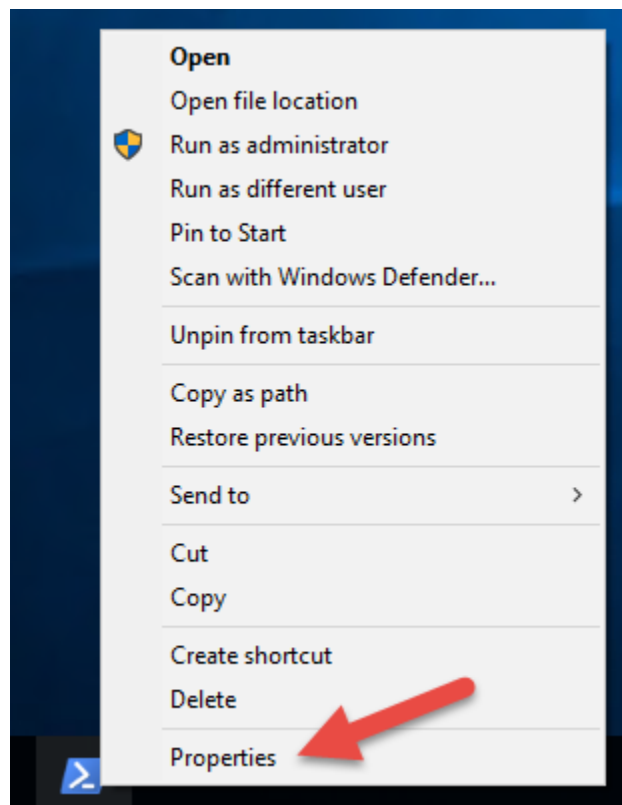 Open
Open file location
Run as administrator
Run as different user
Pin to Start
Scan with Windows Defender...
Unpin from taskbar
Copy as path
Restore previous versions
Send to
Cut
Copy
Create shortcut
Delete
Properties